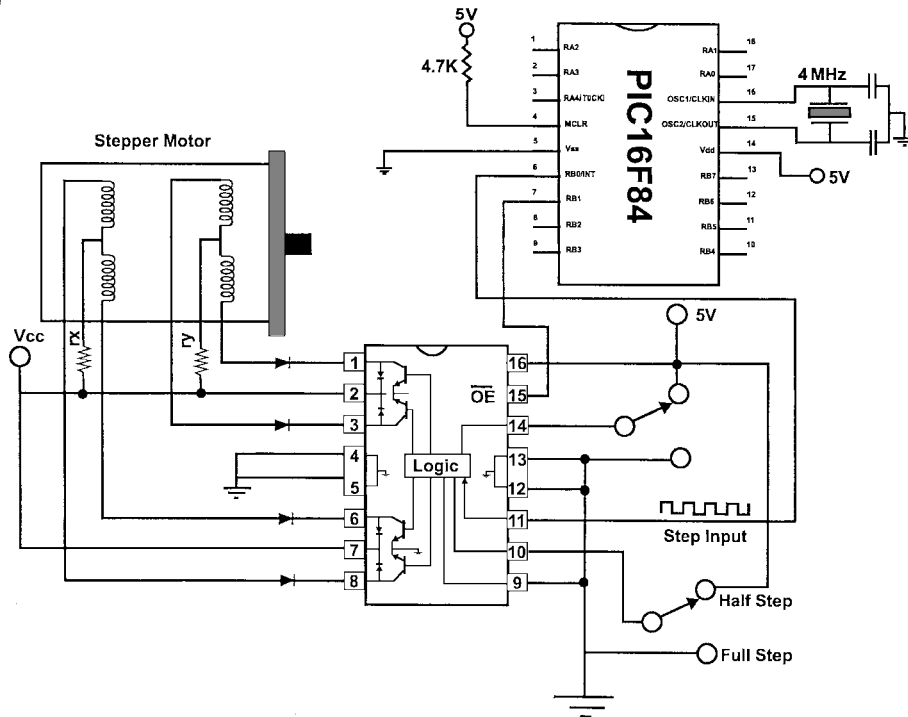 5V
4.7K
PIC16F84
1 RA2
2 RA3
3 RA4/T0CKI
4 MCLR
5 Vss
6 RB0/INT
7 RB1
8 RB2
9 RB3
RA1 18
RA0 17
OSC1/CLKIN 16
OSC2/CLKOUT 15
Vdd 14
RB7 13
RB6 12
RB5 11
RB4 10
4 MHz
5V
Stepper Motor
Vcc
rx
ry
5V
1
2
3
4
5
6
7
8
Logic
OE
16
15
14
13
12
11
10
9
Step Input
Half Step
Full Step